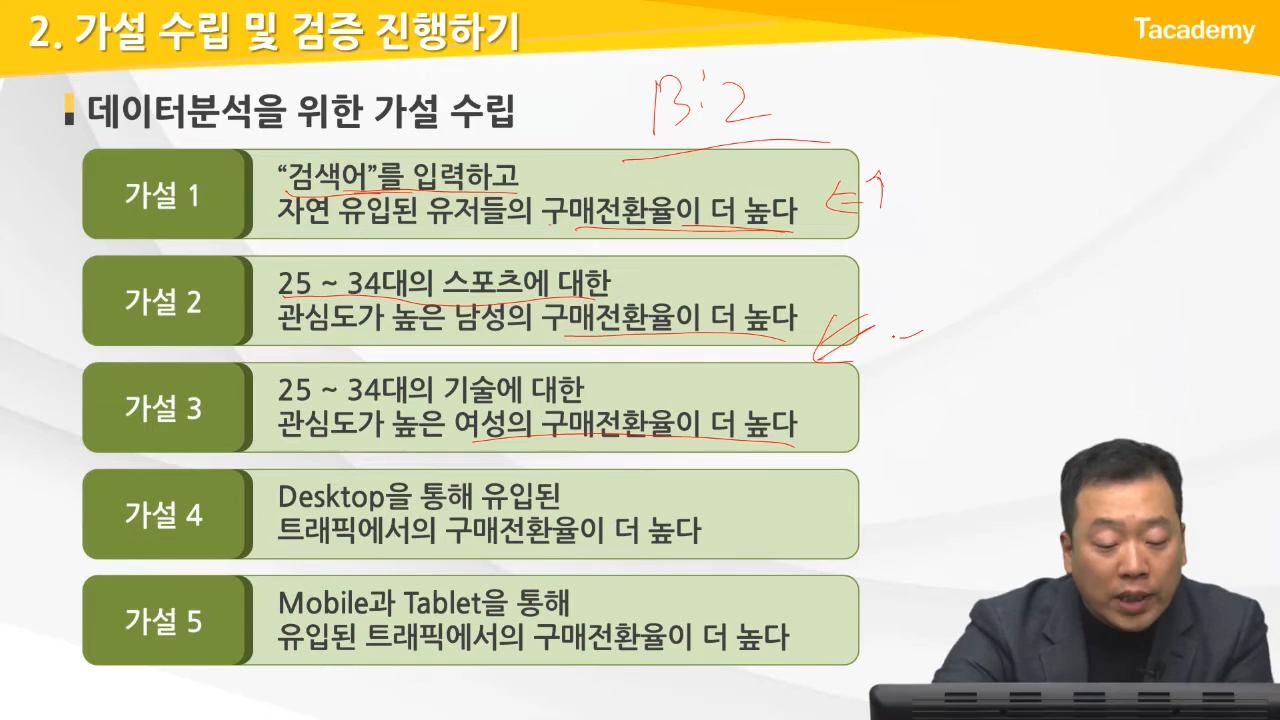 2. 가설 수립 및 검증 진행하기
Tacademy
데이터분석을 위한 가설 수립
Biz
가설 1
“검색어”를 입력하고
자연 유입된 유저들의 구매전환율이 더 높다
가설 2
25 ~ 34대의 스포츠에 대한
관심도가 높은 남성의 구매전환율이 더 높다
가설 3
25 ~ 34대의 기술에 대한
관심도가 높은 여성의 구매전환율이 더 높다
가설 4
Desktop을 통해 유입된
트래픽에서의 구매전환율이 더 높다
가설 5
Mobile과 Tablet을 통해
유입된 트래픽에서의 구매전환율이 더 높다